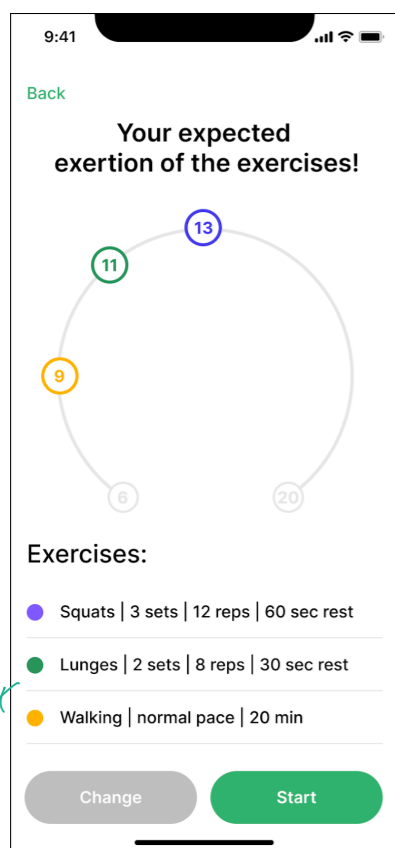 9:41
Back
Your expected
exertion of the exercises!
13
11
9
6
20
Exercises:
Squats | 3 sets | 12 reps | 60 sec rest
Lunges | 2 sets | 8 reps | 30 sec rest
Walking | normal pace | 20 min
Change
Start